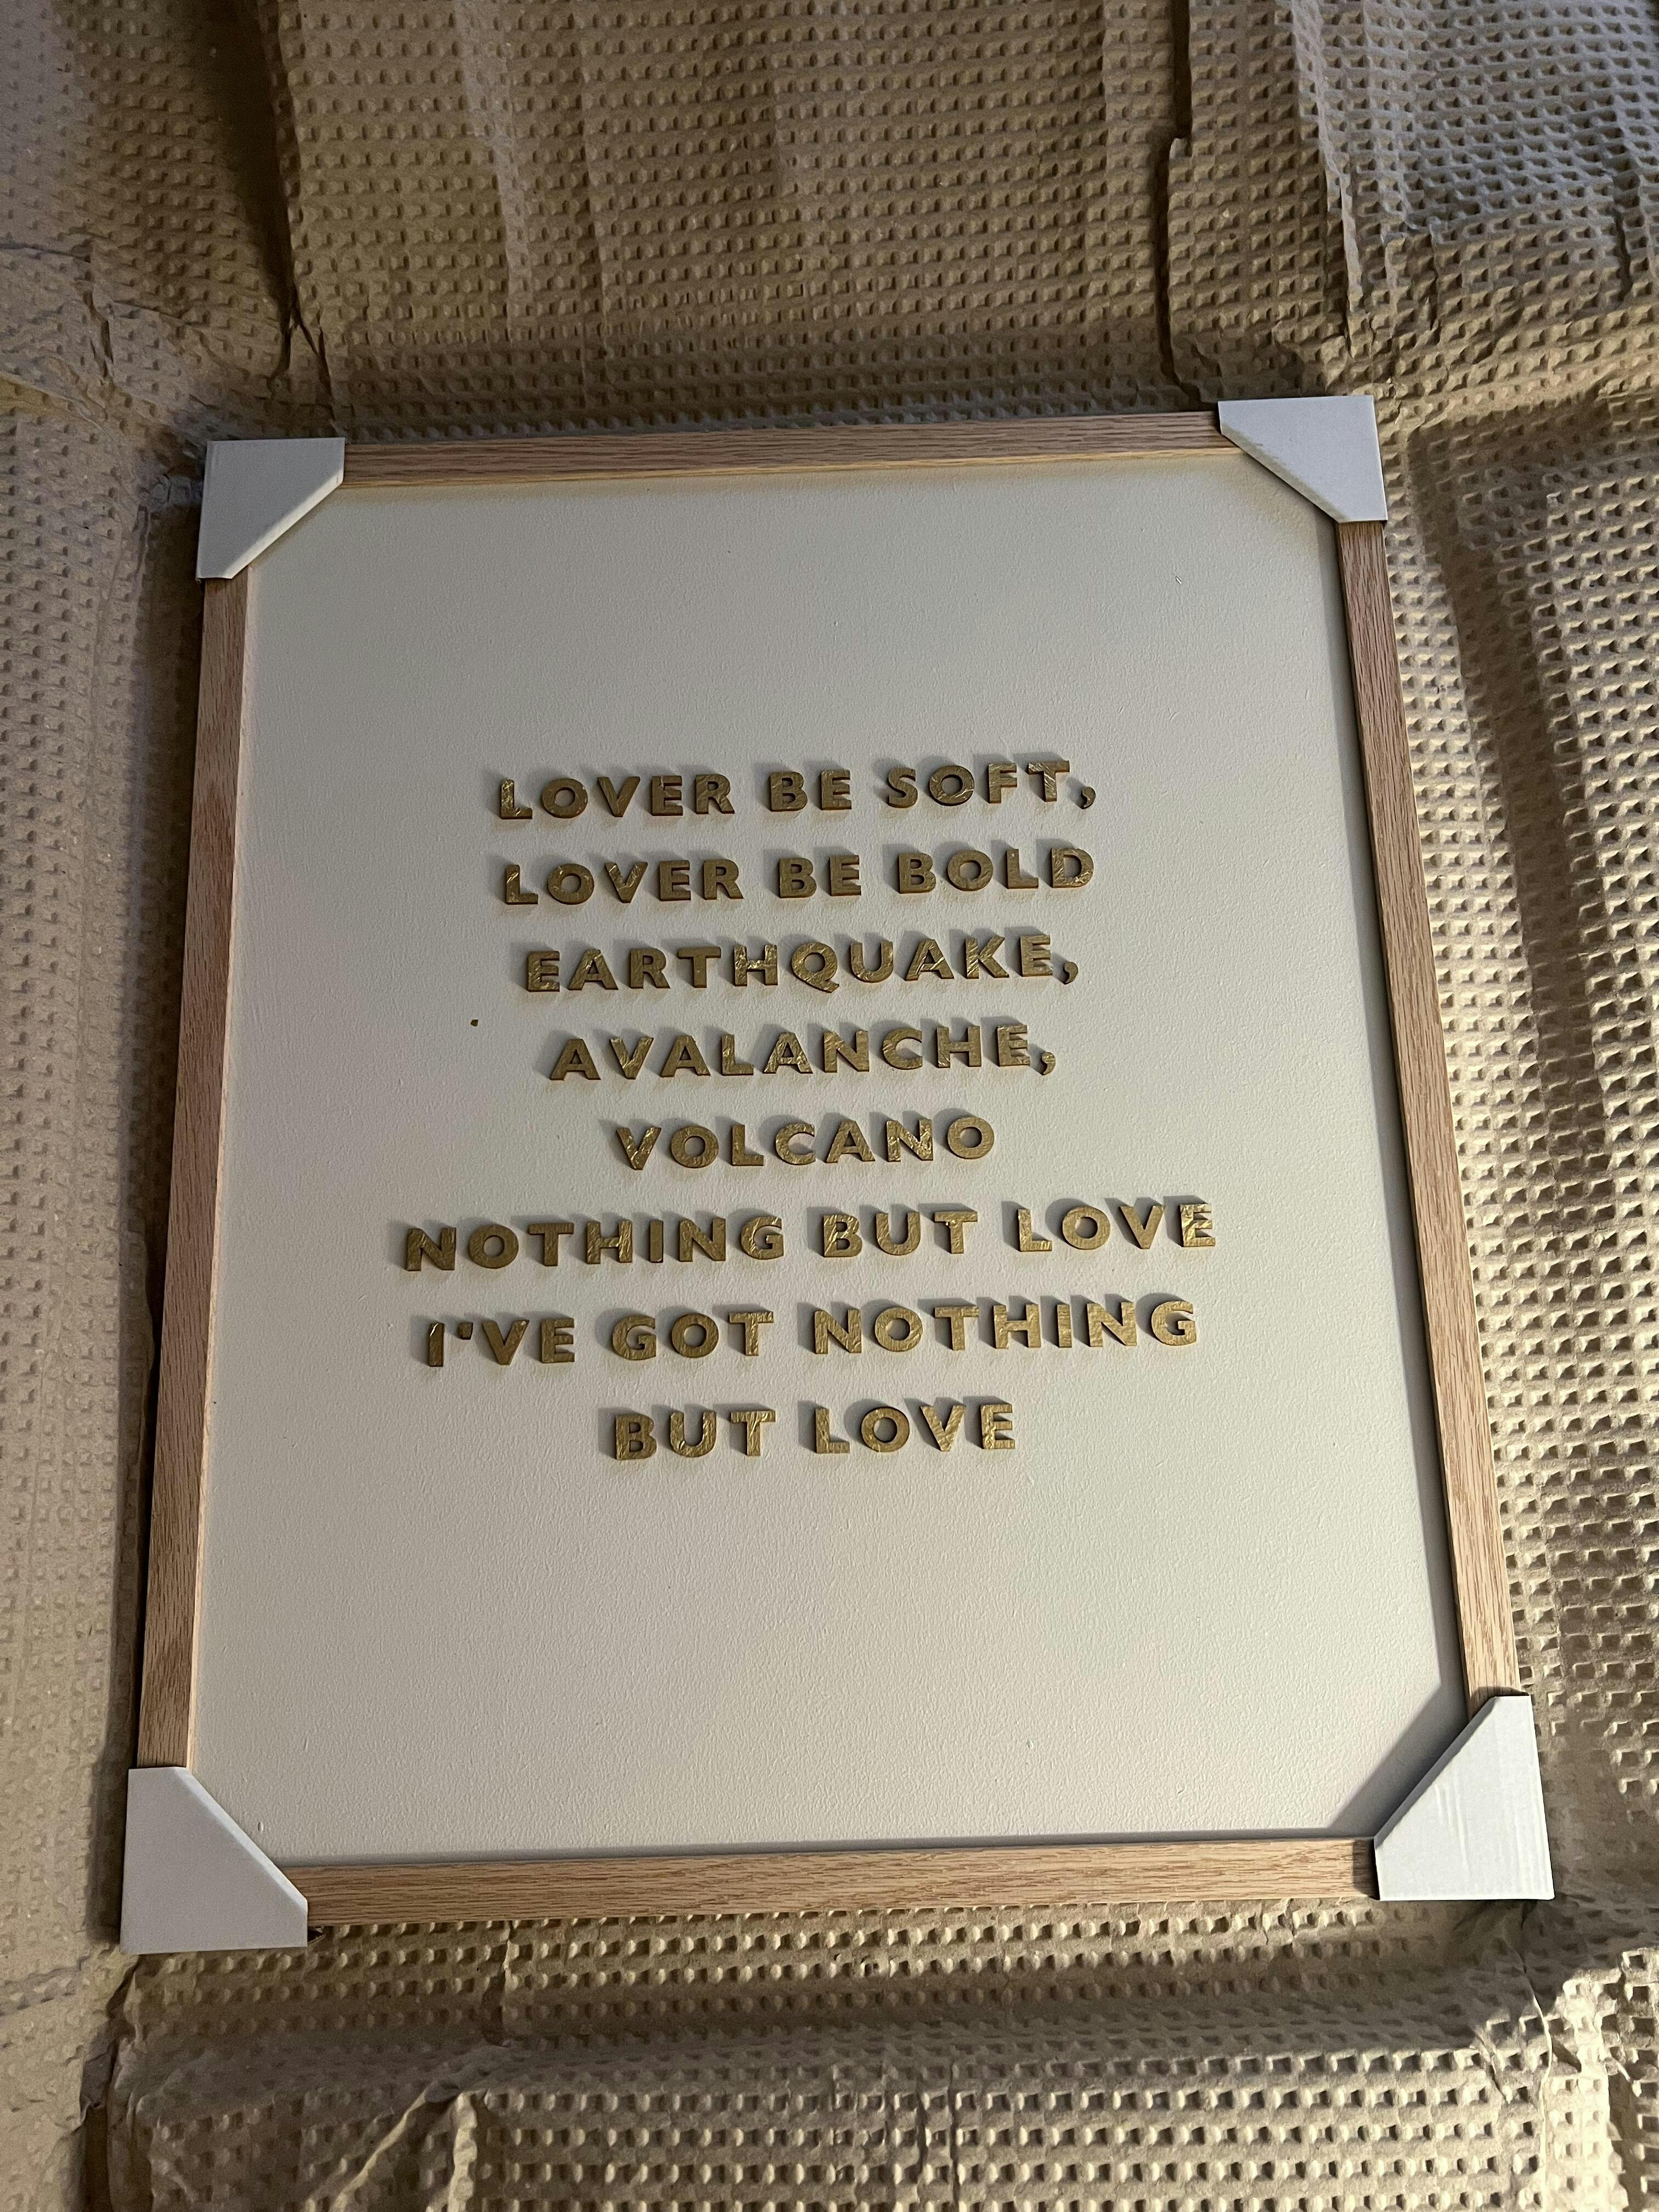 LOVER BE SOFT,
LOVER BE BOLD
EARTHQUAKE,
AVALANCHE,
VOLCANO
NOTHING BUT LOVE
I'VE GOT NOTHING
BUT LOVE